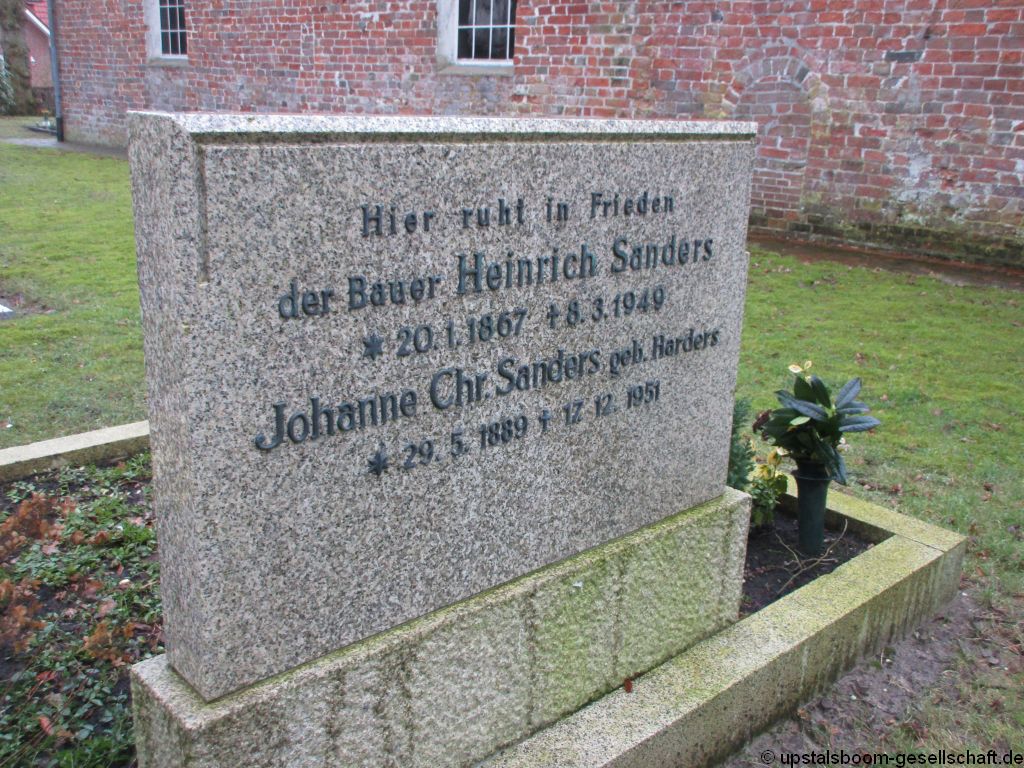 Hier ruht in Frieden
der Bauer Heinrich Sanders
* 20. 1. 1867 † 8. 3. 1949
Johanne Chr. Sanders geb. Harders
* 29. 5. 1889 † 17. 12. 1951
© upstalsboom-gesellschaft.de